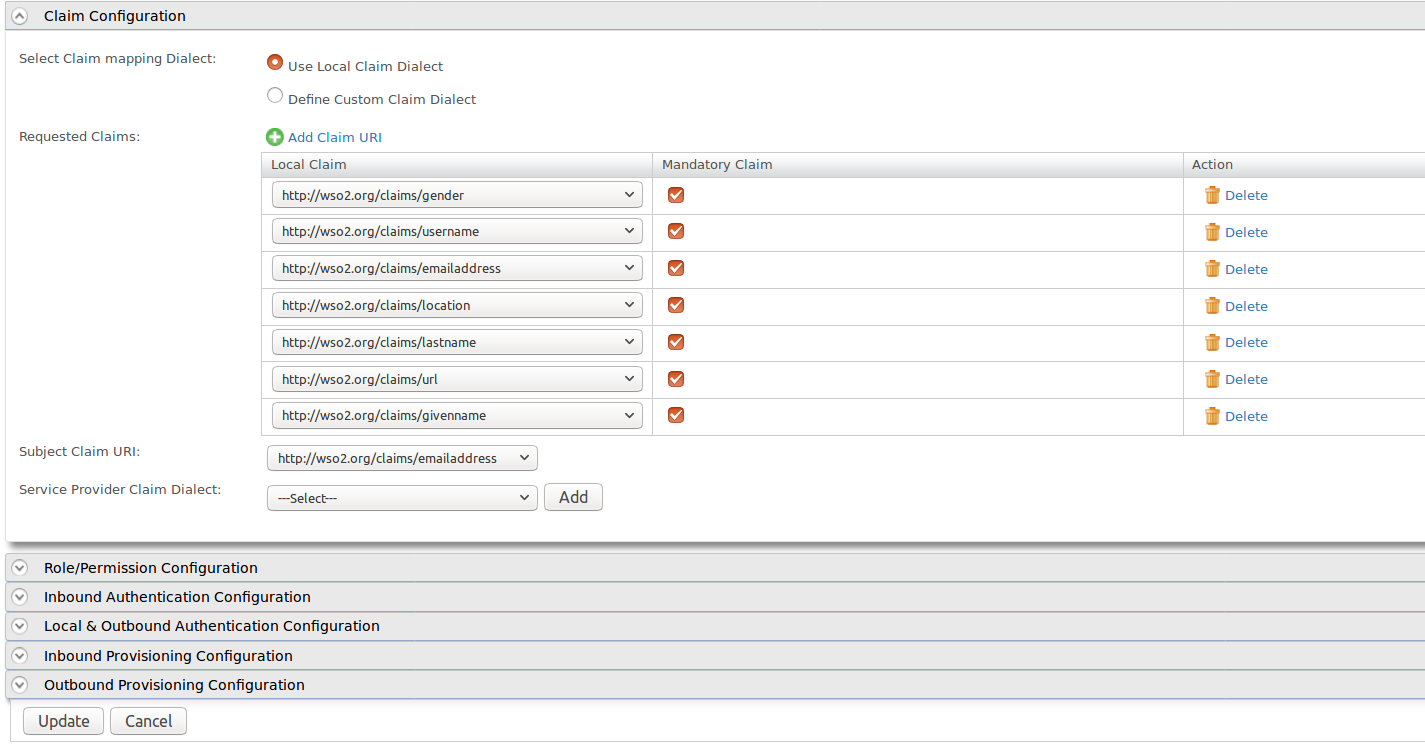 Claim Configuration
Select Claim mapping Dialect:
Use Local Claim Dialect
Define Custom Claim Dialect
Requested Claims:
Add Claim URI
Local Claim Mandatory Claim Action
http://wso2.org/claims/gender Delete
http://wso2.org/claims/username Delete
http://wso2.org/claims/emailaddress Delete
http://wso2.org/claims/location Delete
http://wso2.org/claims/lastname Delete
http://wso2.org/claims/url Delete
http://wso2.org/claims/givenname Delete
Subject Claim URI: http://wso2.org/claims/emailaddress
Service Provider Claim Dialect: ---Select--- Add
Role/Permission Configuration
Inbound Authentication Configuration
Local & Outbound Authentication Configuration
Inbound Provisioning Configuration
Outbound Provisioning Configuration
Update Cancel